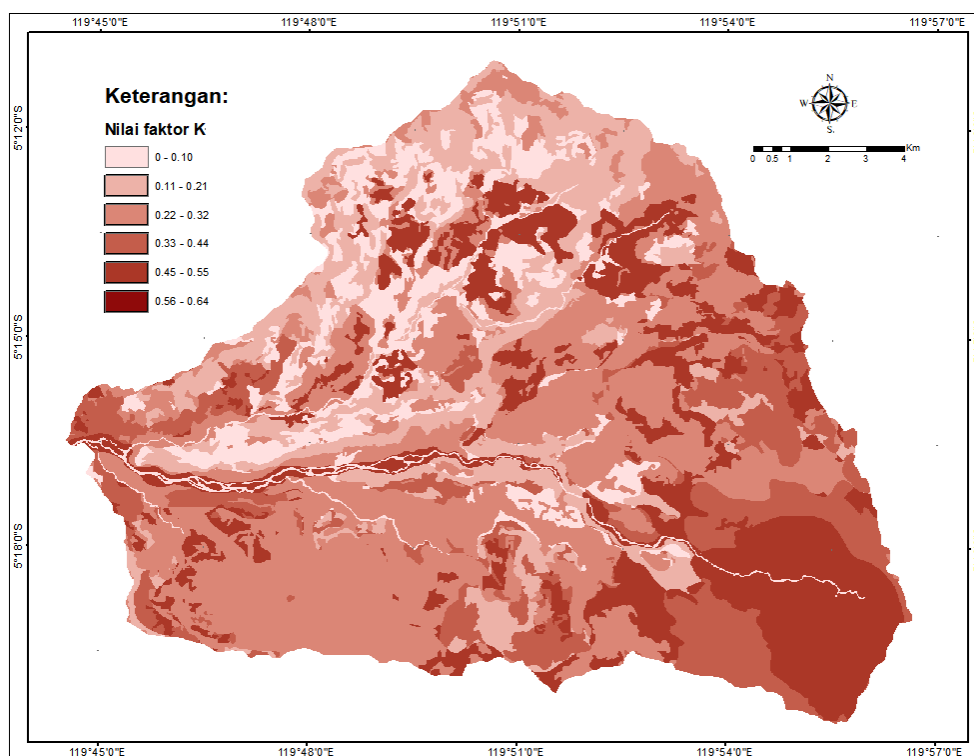 119°45'0"E 119°48'0"E 119°51'0"E 119°54'0"E 119°57'0"E
Keterangan:
Nilai faktor K
0 - 0.10
0.11 - 0.21
0.22 - 0.32
0.33 - 0.44
0.45 - 0.55
0.56 - 0.64
N
W E
S
Km
0 0.5 1 2 3 4
5°12'0"S
5°15'0"S
5°18'0"S
119°45'0"E 119°48'0"E 119°51'0"E 119°54'0"E 119°57'0"E